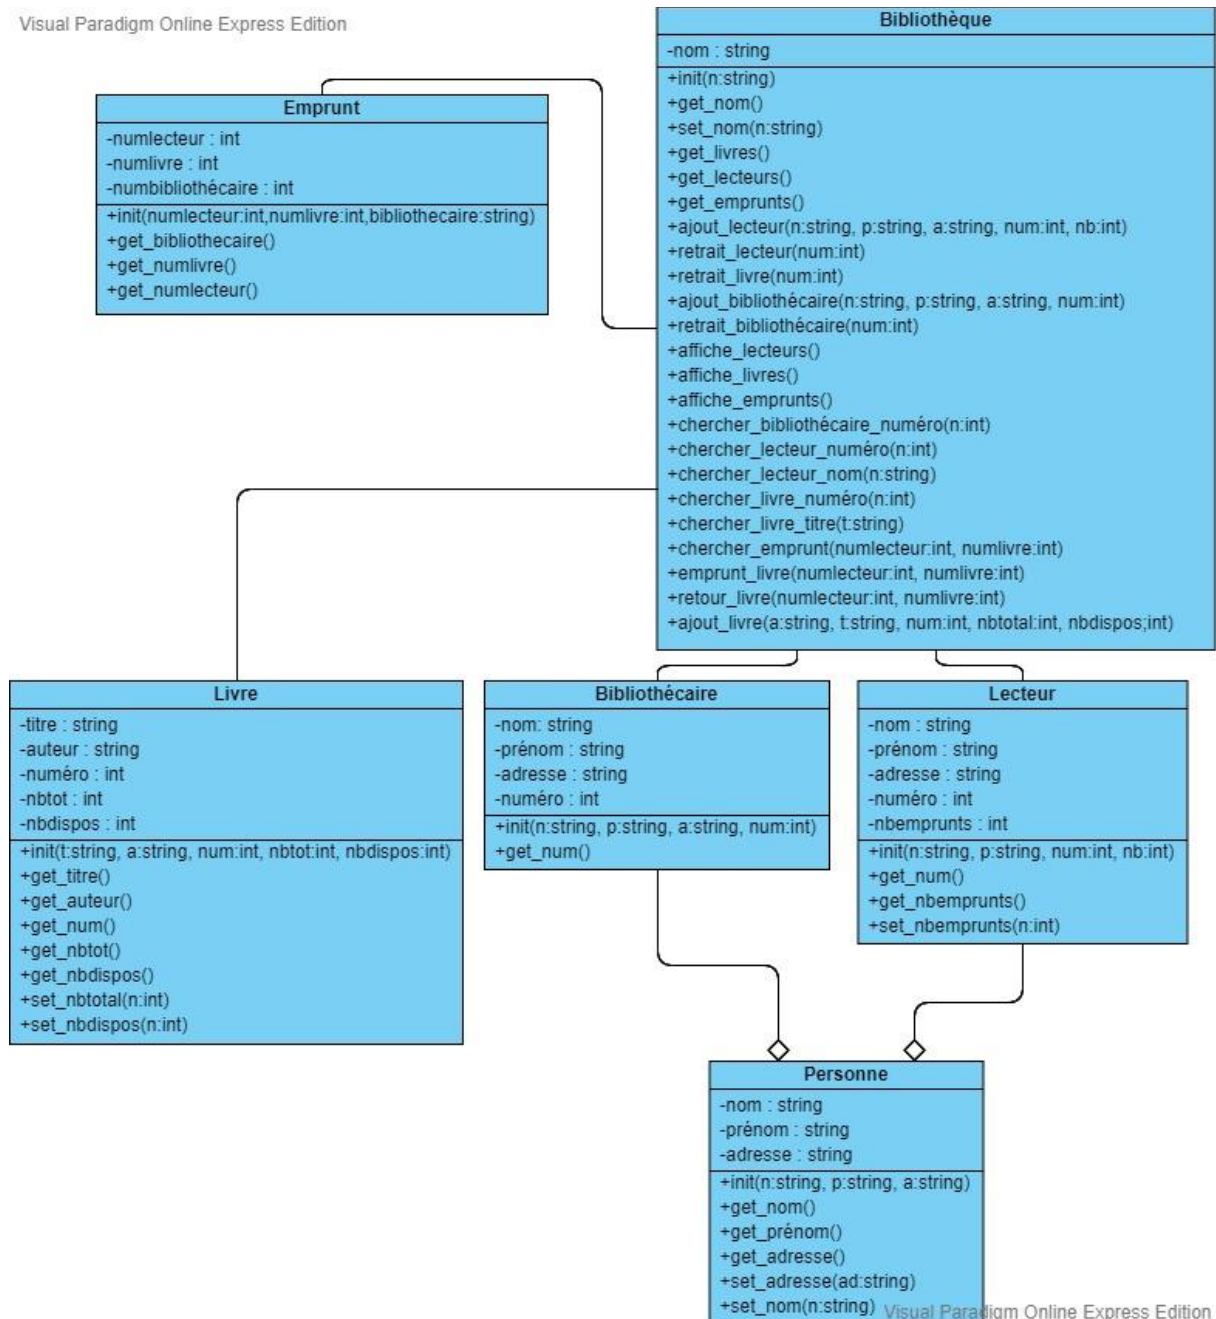 Visual Paradigm Online Express Edition
Bibliothèque
-nom : string
+init(n:string)
+get_nom()
+set_nom(n:string)
+get_livres()
+get_lecteurs()
+get_emprunts()
+ajout_lecteur(n:string, p:string, a:string, num:int, nb:int)
+retrait_lecteur(num:int)
+retrait_livre(num:int)
+ajout_bibliothécaire(n:string, p:string, a:string, num:int)
+retrait_bibliothécaire(num:int)
+affiche_lecteurs()
+affiche_livres()
+affiche_emprunts()
+chercher_bibliothécaire_numéro(n:int)
+chercher_lecteur_numéro(n:int)
+chercher_lecteur_nom(n:string)
+chercher_livre_numéro(n:int)
+chercher_livre_titre(t:string)
+chercher_emprunt(numlecteur:int, numlivre:int)
+emprunt_livre(numlecteur:int, numlivre:int)
+retour_livre(numlecteur:int, numlivre:int)
+ajout_livre(a:string, t:string, num:int, nbtotal:int, nbdispos;int)
Emprunt
-numlecteur : int
-numlivre : int
-numbibliothécaire : int
+init(numlecteur:int,numlivre:int,bibliothecaire:string)
+get_bibliothecaire()
+get_numlivre()
+get_numlecteur()
Livre
-titre : string
-auteur : string
-numéro : int
-nbtot : int
-nbdispos : int
+init(t:string, a:string, num:int, nbtot:int, nbdispos:int)
+get_titre()
+get_auteur()
+get_num()
+get_nbtot()
+get_nbdispos()
+set_nbtotal(n:int)
+set_nbdispos(n:int)
Bibliothécaire
-nom: string
-prénom : string
-adresse : string
-numéro : int
+init(n:string, p:string, a:string, num:int)
+get_num()
Lecteur
-nom : string
-prénom : string
-adresse : string
-numéro : int
-nbemprunts : int
+init(n:string, p:string, num:int, nb:int)
+get_num()
+get_nbemprunts()
+set_nbemprunts(n:int)
Personne
-nom : string
-prénom : string
-adresse : string
+init(n:string, p:string, a:string)
+get_nom()
+get_prénom()
+get_adresse()
+set_adresse(ad:string)
+set_nom(n:string)
Visual Paradigm Online Express Edition